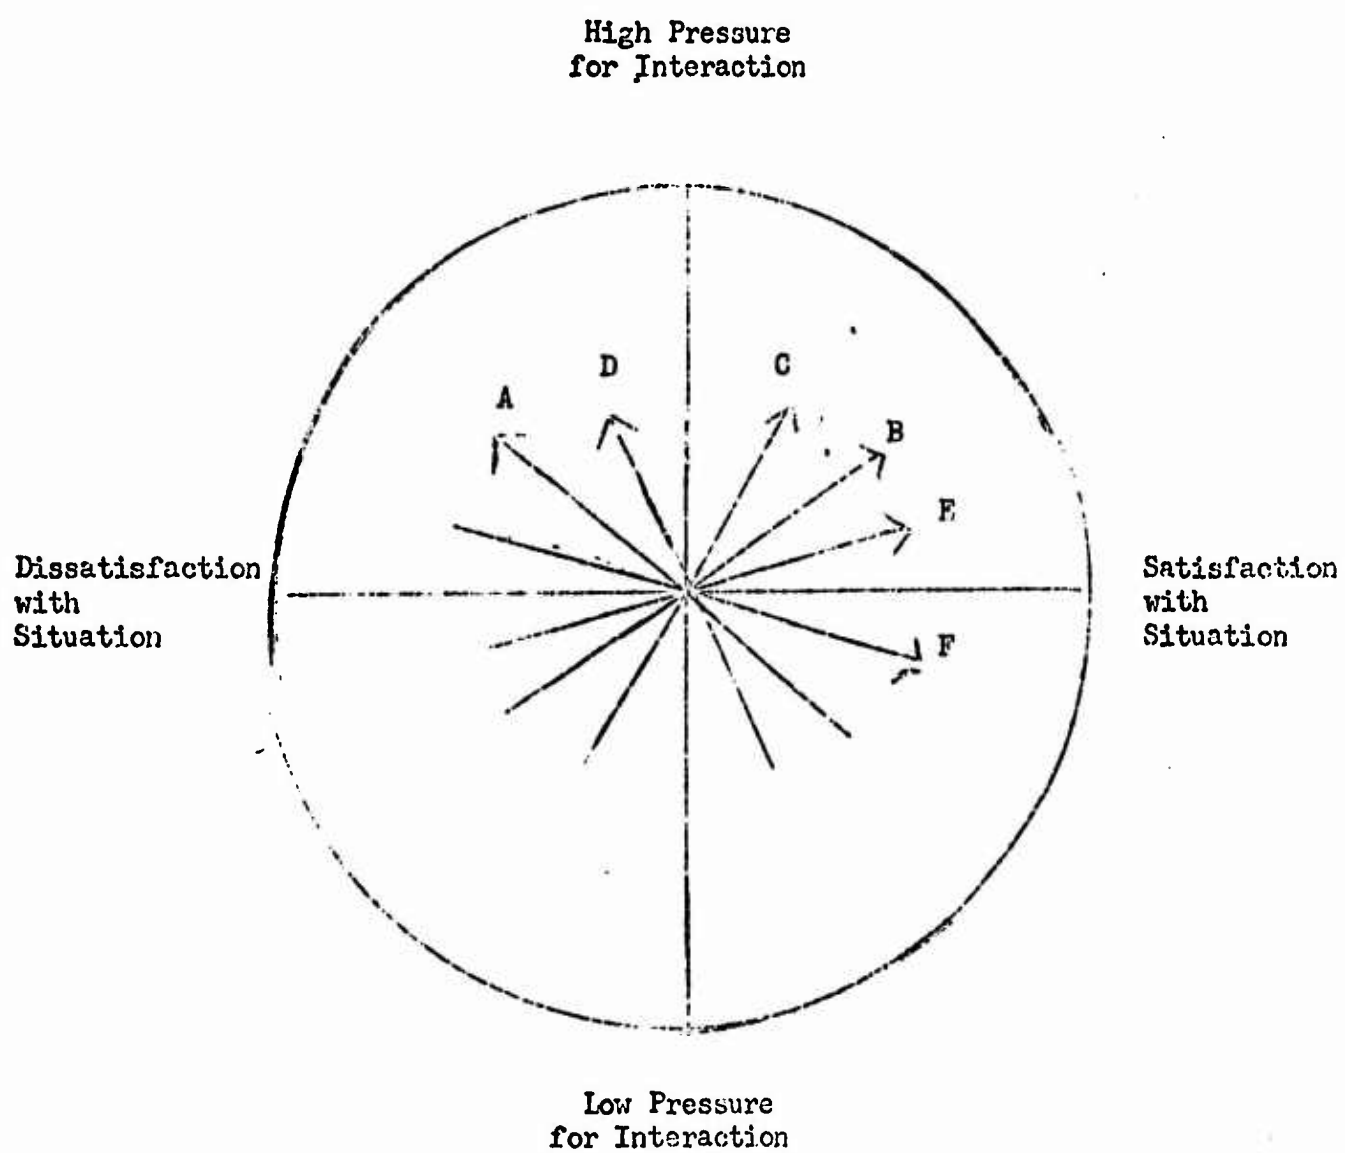 High Pressure
for Interaction
D
C
A
B
E
Dissatisfaction
with
Situation
Satisfaction
with
Situation
F
Low Pressure
for Interaction